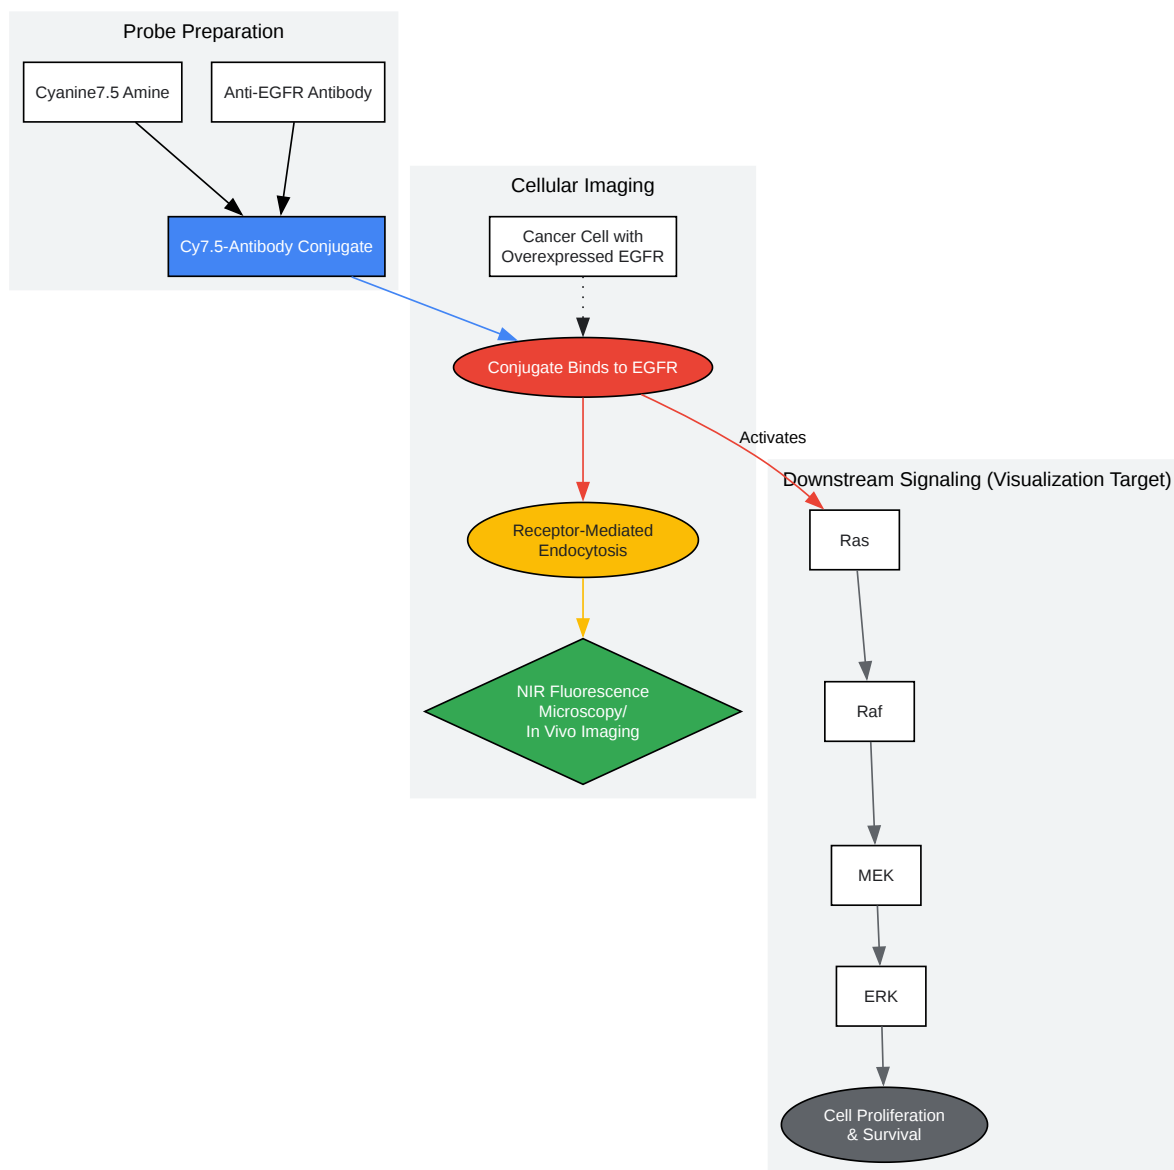 Probe Preparation
Cyanine7.5 Amine
Anti-EGFR Antibody
Cy7.5-Antibody Conjugate
Cellular Imaging
Cancer Cell with
Overexpressed EGFR
Conjugate Binds to EGFR
Activates
Receptor-Mediated
Endocytosis
NIR Fluorescence
Microscopy/
In Vivo Imaging
Downstream Signaling (Visualization Target)
Ras
Raf
MEK
ERK
Cell Proliferation
& Survival